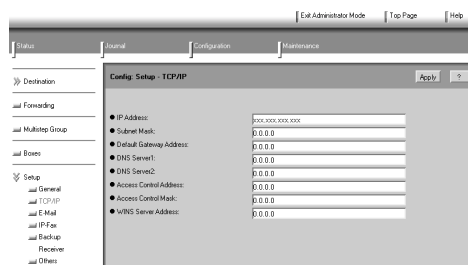 Exit Administrator Mode Top Page Help
Status Journal Configuration Maintenance
Destination
Forwarding
Multistep Group
Boxes
Setup
General
TCP/IP
E-Mail
IP-Fax
Backup
Receiver
Others
Config: Setup - TCP/IP Apply ?
IP Address: xxx.xxx.xxx.xxx
Subnet Mask: 0.0.0.0
Default Gateway Address: 0.0.0.0
DNS Server1: 0.0.0.0
DNS Server2: 0.0.0.0
Access Control Address: 0.0.0.0
Access Control Mask: 0.0.0.0
WINS Server Address: 0.0.0.0